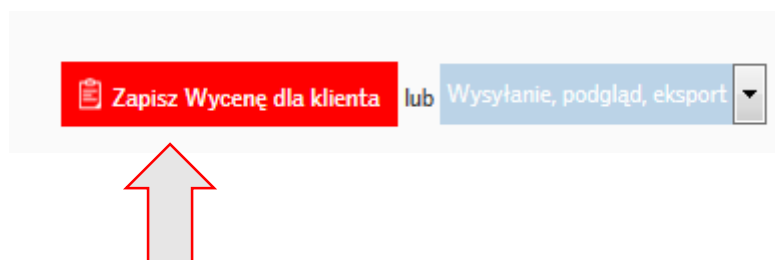 Zapisz Wycenę dla klienta lub Wysyłanie, podgląd, eksport